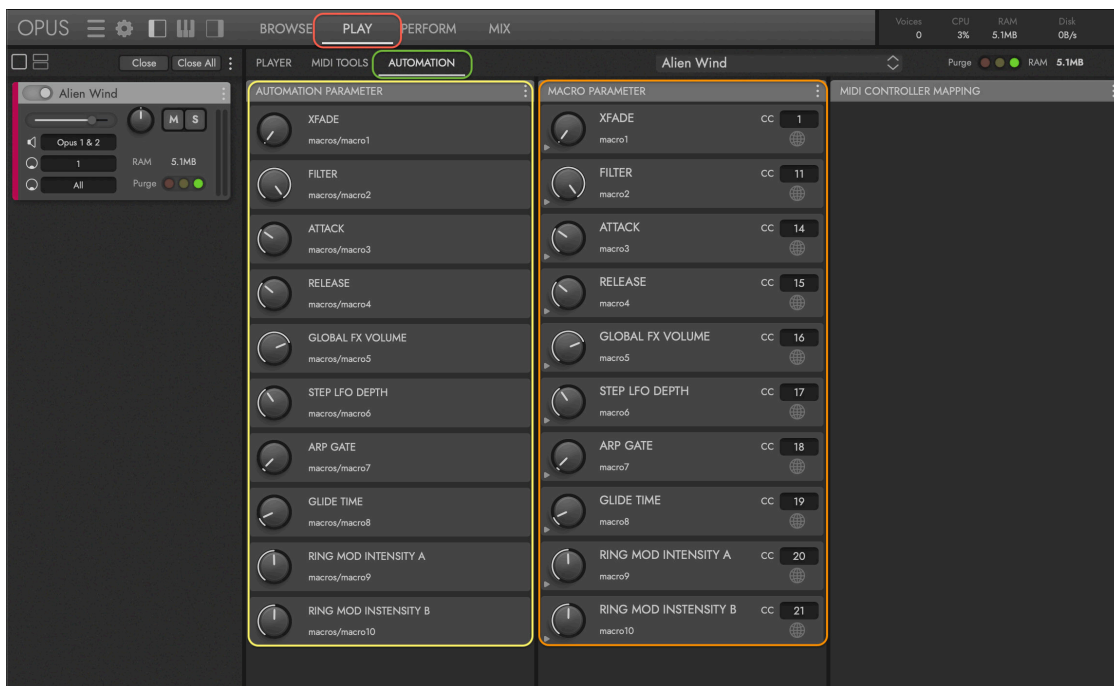 OPUS BROWSE PLAY PERFORM MIX Voices CPU RAM Disk
0 3% 5.1MB 0B/s
Close Close All PLAYER MIDI TOOLS AUTOMATION Alien Wind Purge RAM 5.1MB
Alien Wind
M S
Opus 1 & 2
1 RAM 5.1MB
All Purge
AUTOMATION PARAMETER
XFADE
macros/macro1
FILTER
macros/macro2
ATTACK
macros/macro3
RELEASE
macros/macro4
GLOBAL FX VOLUME
macros/macro5
STEP LFO DEPTH
macros/macro6
ARP GATE
macros/macro7
GLIDE TIME
macros/macro8
RING MOD INTENSITY A
macros/macro9
RING MOD INSTENSITY B
macros/macro10
MACRO PARAMETER
XFADE CC 1
macro1
FILTER CC 11
macro2
ATTACK CC 14
macro3
RELEASE CC 15
macro4
GLOBAL FX VOLUME CC 16
macro5
STEP LFO DEPTH CC 17
macro6
ARP GATE CC 18
macro7
GLIDE TIME CC 19
macro8
RING MOD INTENSITY A CC 20
macro9
RING MOD INSTENSITY B CC 21
macro10
MIDI CONTROLLER MAPPING